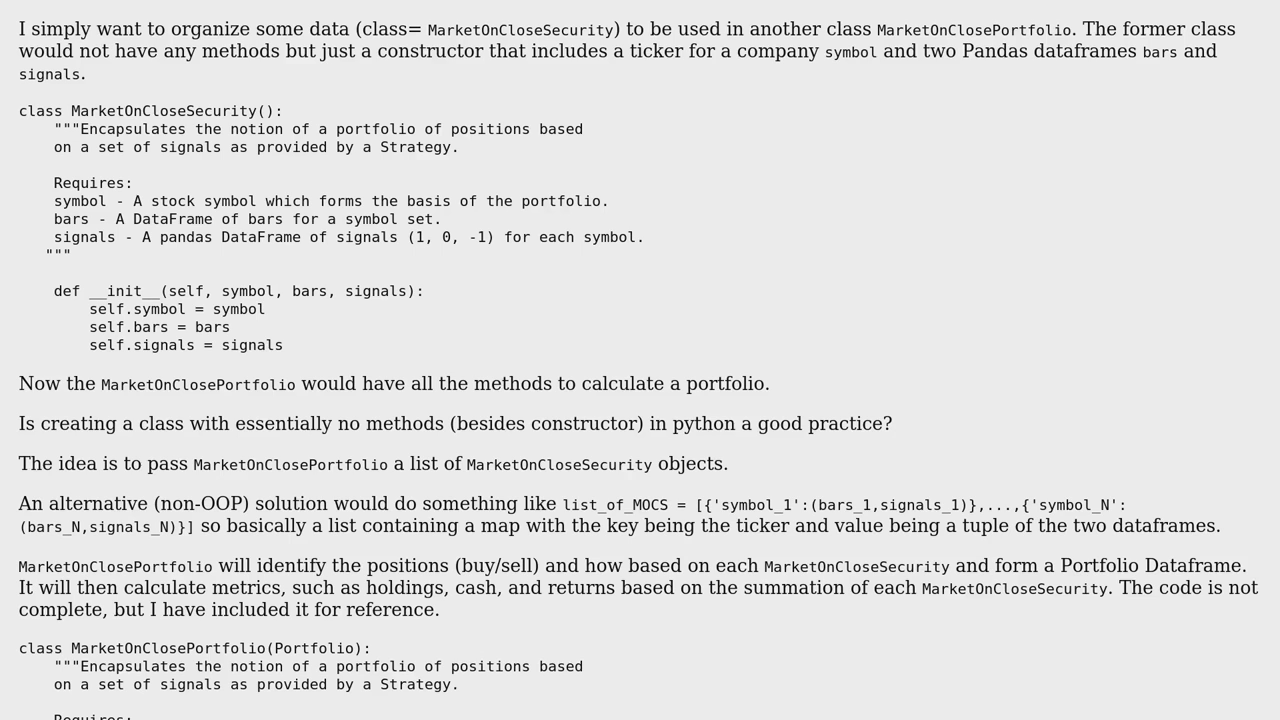 I simply want to organize some data (class= MarketOnCloseSecurity) to be used in another class MarketOnClosePortfolio. The former class
would not have any methods but just a constructor that includes a ticker for a company symbol and two Pandas dataframes bars and
signals.
class MarketOnCloseSecurity():
    """Encapsulates the notion of a portfolio of positions based
    on a set of signals as provided by a Strategy.

    Requires:
    symbol - A stock symbol which forms the basis of the portfolio.
    bars - A DataFrame of bars for a symbol set.
    signals - A pandas DataFrame of signals (1, 0, -1) for each symbol.
   """

    def __init__(self, symbol, bars, signals):
        self.symbol = symbol
        self.bars = bars
        self.signals = signals
Now the MarketOnClosePortfolio would have all the methods to calculate a portfolio.
Is creating a class with essentially no methods (besides constructor) in python a good practice?
The idea is to pass MarketOnClosePortfolio a list of MarketOnCloseSecurity objects.
An alternative (non-OOP) solution would do something like list_of_MOCS = [{'symbol_1':(bars_1,signals_1)},...,{'symbol_N':
(bars_N,signals_N)}] so basically a list containing a map with the key being the ticker and value being a tuple of the two dataframes.
MarketOnClosePortfolio will identify the positions (buy/sell) and how based on each MarketOnCloseSecurity and form a Portfolio Dataframe.
It will then calculate metrics, such as holdings, cash, and returns based on the summation of each MarketOnCloseSecurity. The code is not
complete, but I have included it for reference.
class MarketOnClosePortfolio(Portfolio):
    """Encapsulates the notion of a portfolio of positions based
    on a set of signals as provided by a Strategy.

    Requires: